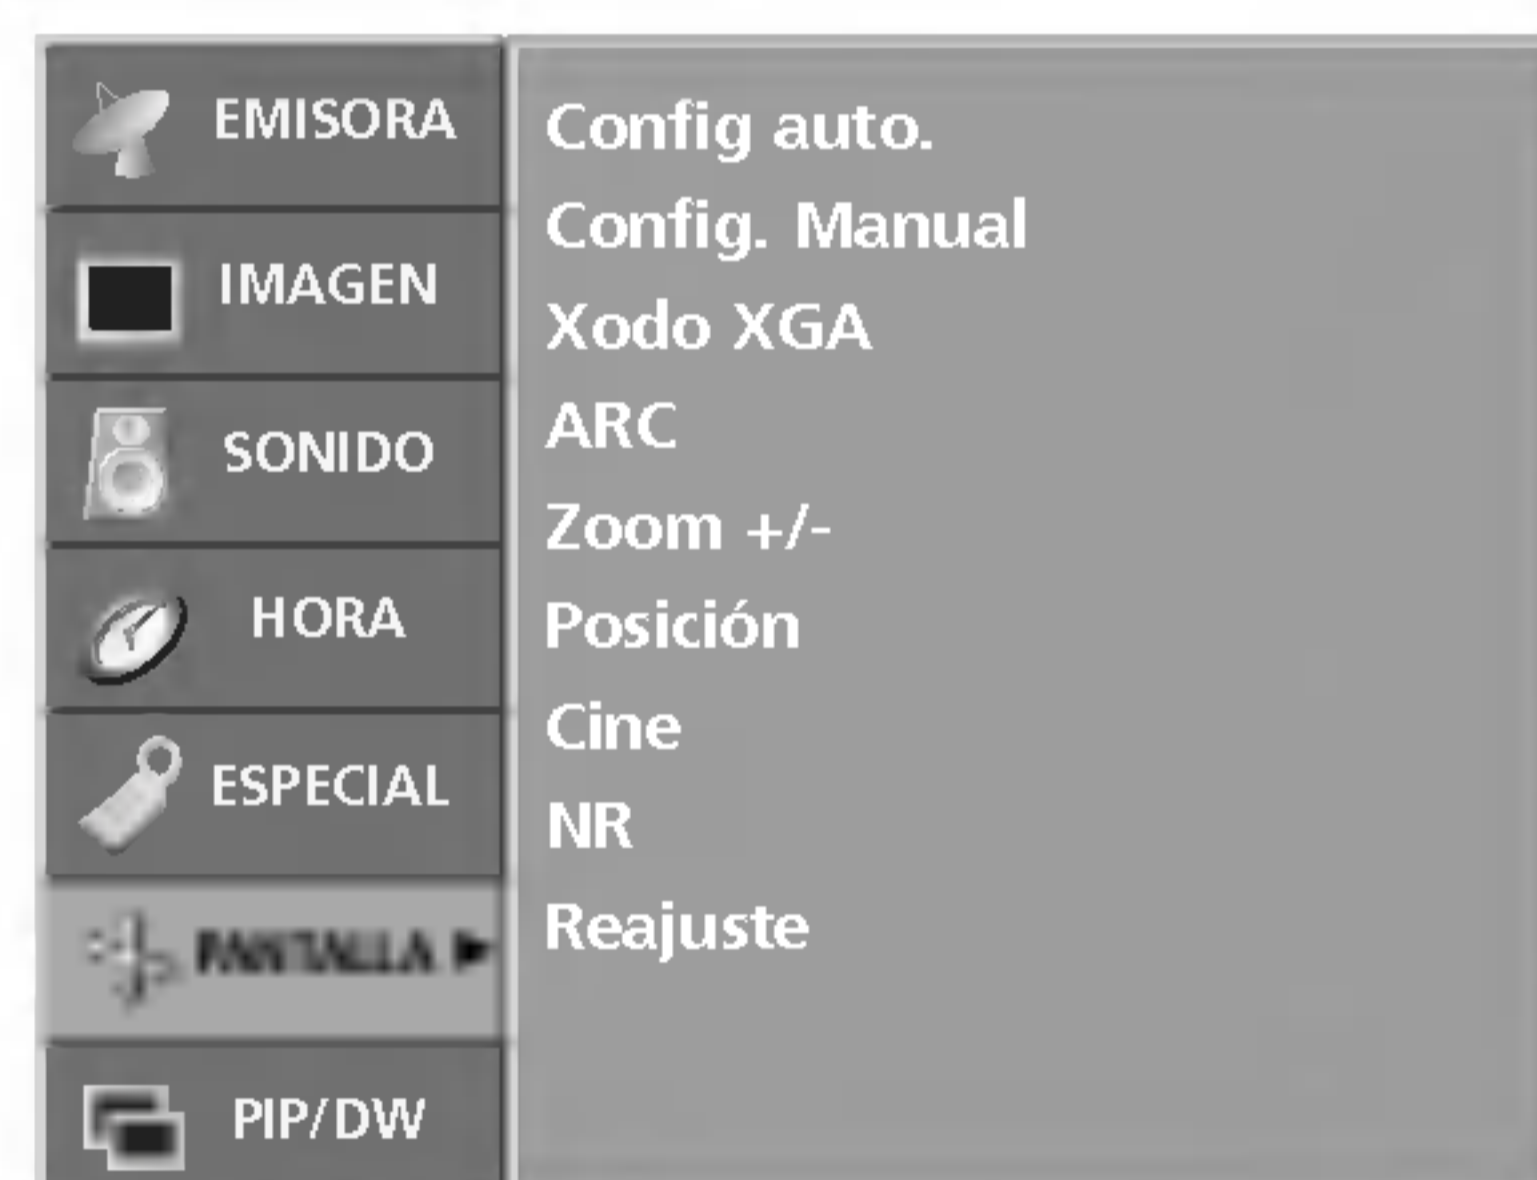 EMISORA
IMAGEN
SONIDO
HORA
ESPECIAL
PANTALLA
PIP/DW
Config auto.
Config. Manual
Xodo XGA
ARC
Zoom +/-
Posición
Cine
NR
Reajuste